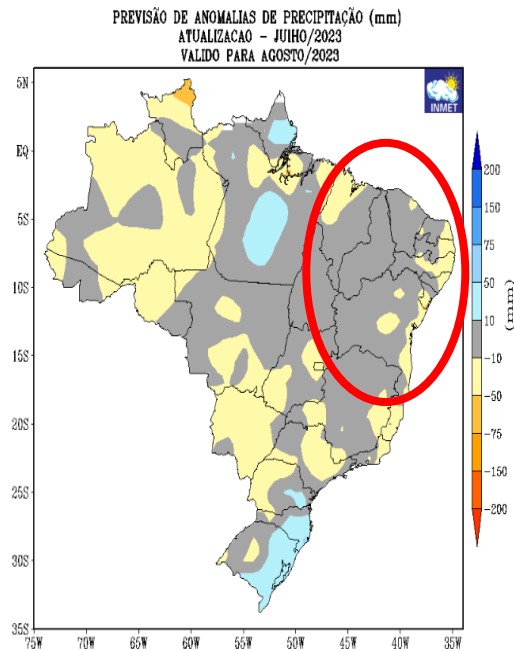 PREVISÃO DE ANOMALIAS DE PRECIPITAÇÃO (mm)
ATUALIZACAO - JUlHO/2023
VALIDO PARA AGOSTO/2023
INMET
5N
EQ
5S
10S
15S
20S
25S
30S
35S
75W
70W
65W
60W
55W
50W
45W
40W
35W
200
150
75
50
10
-10
-50
-75
-150
-200
(mm)